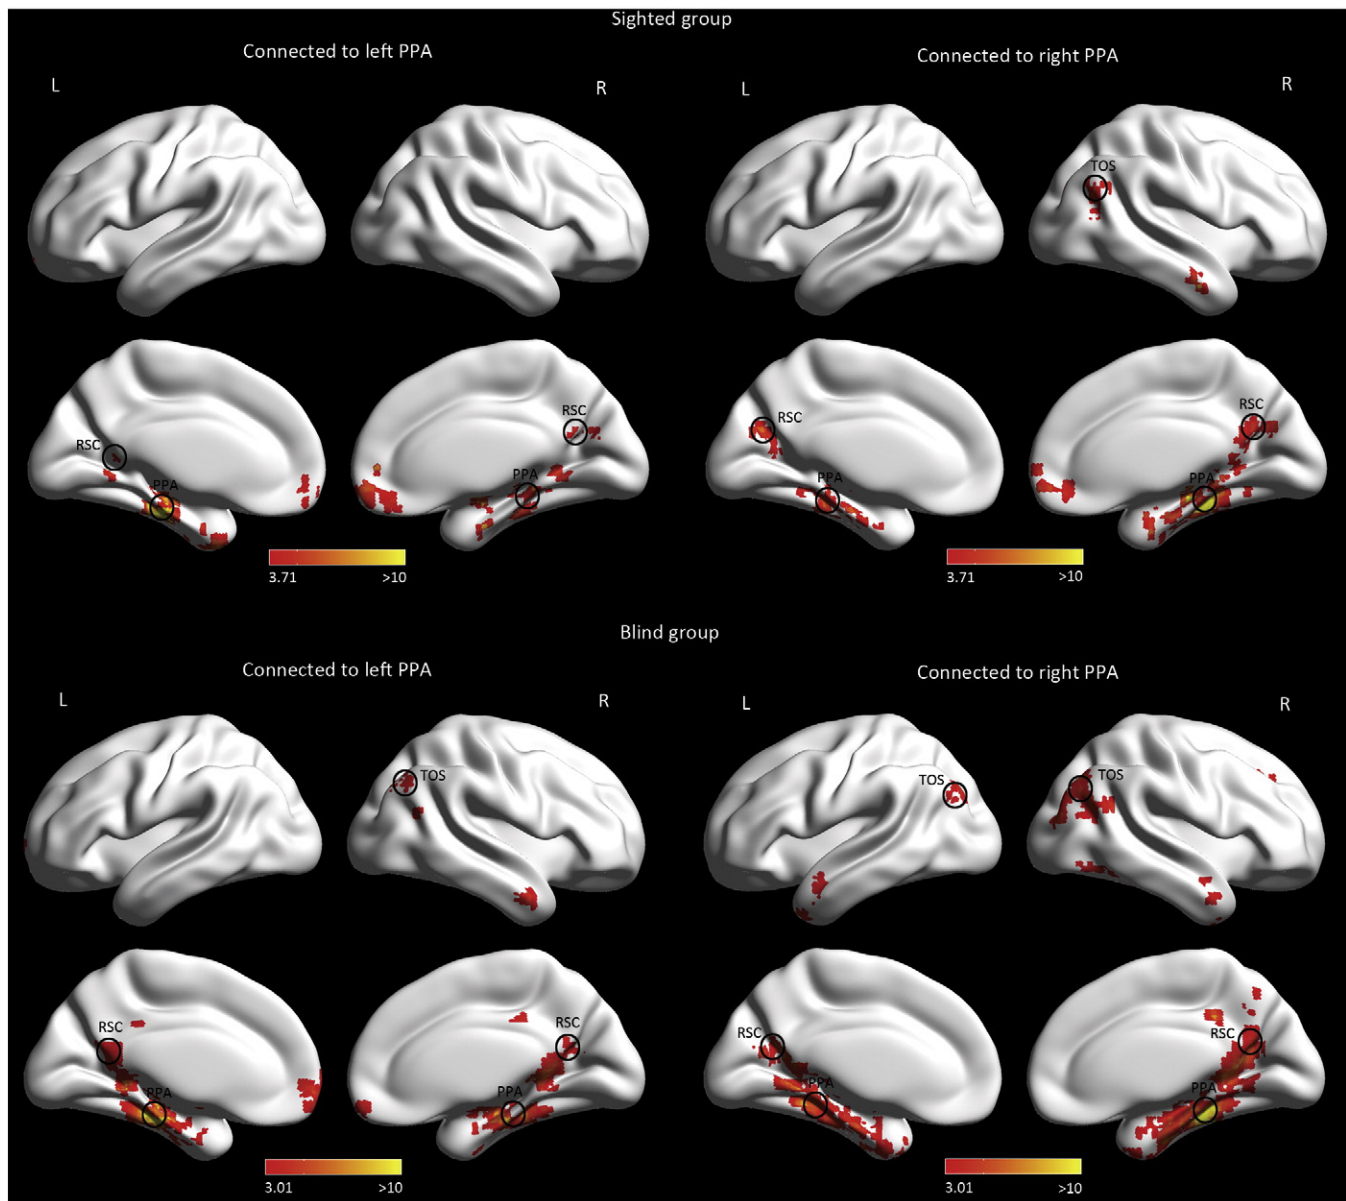 Sighted group
Connected to left PPA
Connected to right PPA
L
R
L
R
TOS
RSC
PPA
RSC
PPA
RSC
PPA
RSC
PPA
3.71
>10
3.71
>10
Blind group
Connected to left PPA
Connected to right PPA
L
R
L
R
TOS
TOS
TOS
RSC
PPA
RSC
PPA
RSC
PPA
RSC
PPA
3.01
>10
3.01
>10